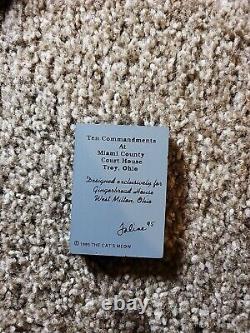 Ten Commandments
At
Miami County
Court House
Troy, Ohio
Designed exclusively for
Gingerbread House
West Milton, Ohio
Faline '95
© 1995 THE CAT'S MEOW